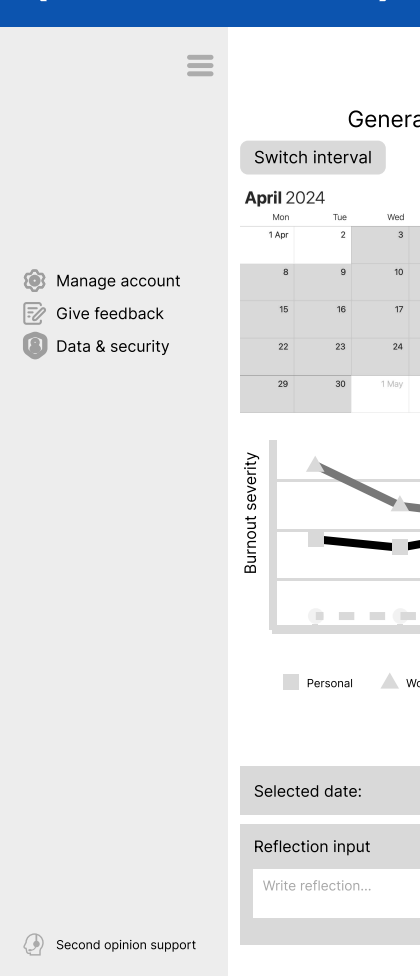 Genera
Switch interval
April 2024
Mon Tue Wed
1 Apr 2 3
8 9 10
15 16 17
22 23 24
29 30 1 May
Manage account
Give feedback
Data & security
Burnout severity
Personal Wo
Selected date:
Reflection input
Write reflection...
Second opinion support